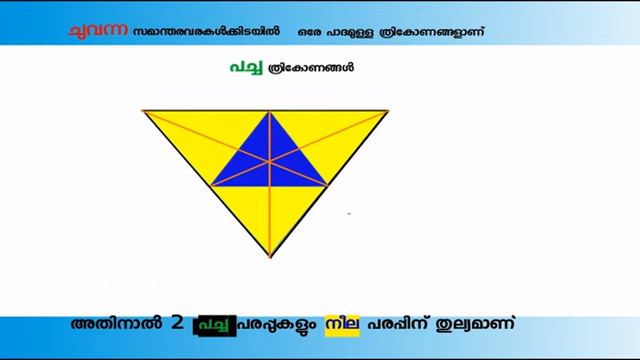 ചുവന്ന സമാന്തരവരകൾക്കിടയിൽ ഒരേ പാദമുള്ള ത്രികോണങ്ങളാണ്
പച്ച ത്രികോണങ്ങൾ
അതിനാൽ 2 പച്ച പരപ്പുകളും നീല പരപ്പിന് തുല്യമാണ്